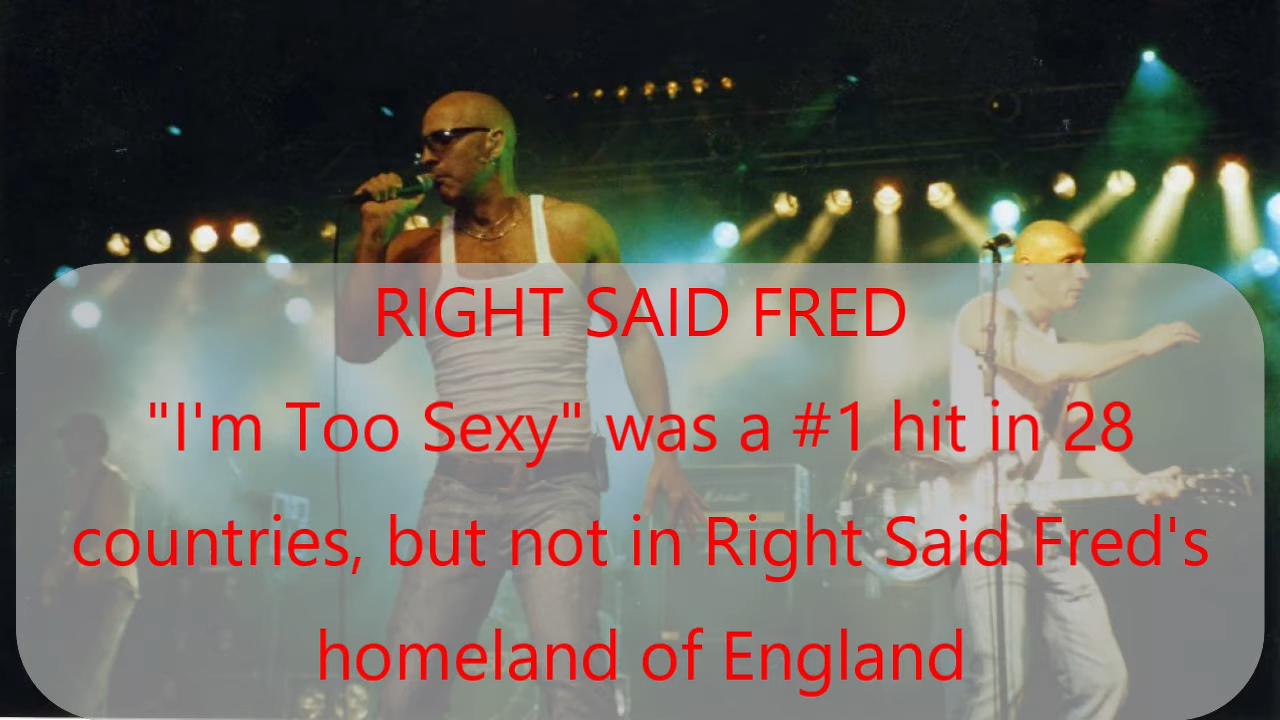 RIGHT SAID FRED
"I'm Too Sexy" was a #1 hit in 28
countries, but not in Right Said Fred's
homeland of England